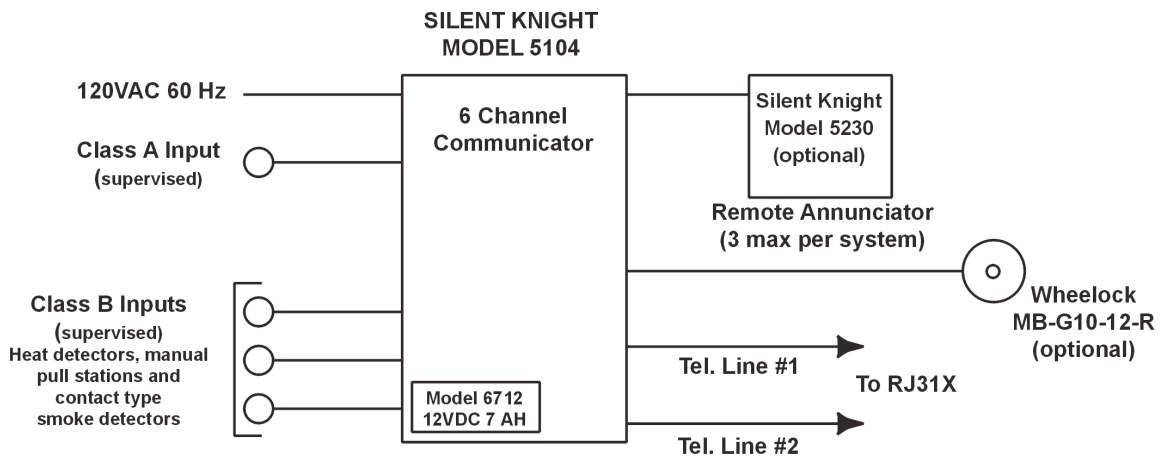 SILENT KNIGHT
MODEL 5104
120VAC 60 Hz
Class A Input
(supervised)
Class B Inputs
(supervised)
Heat detectors, manual
pull stations and
contact type
smoke detectors
6 Channel
Communicator
Model 6712
12VDC 7 AH
Silent Knight
Model 5230
(optional)
Remote Annunciator
(3 max per system)
Wheelock
MB-G10-12-R
(optional)
Tel. Line #1
To RJ31X
Tel. Line #2